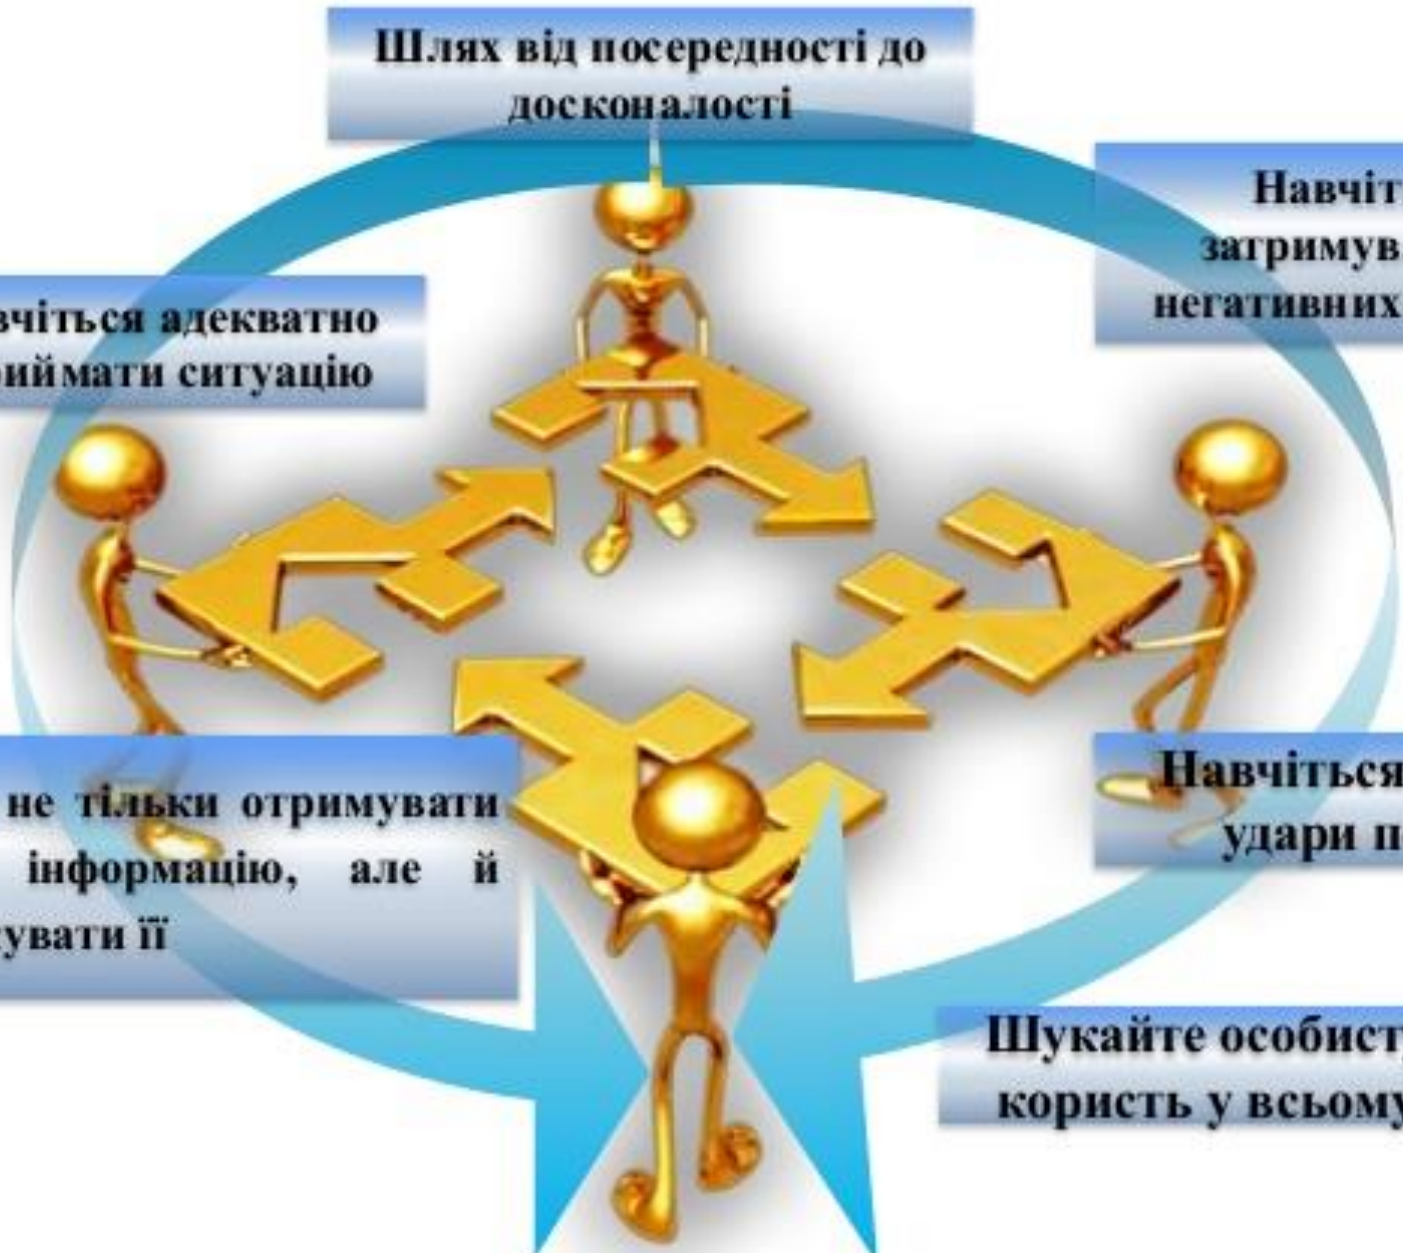 Шлях від посередності до
досконалості
Навчіт
затримув
негативних
вчіться адекватно
риймати ситуацію
не тільки отримувати
інформацію, але й
увати її
Навчіться
удари п
Шукайте особист
користь у всьому